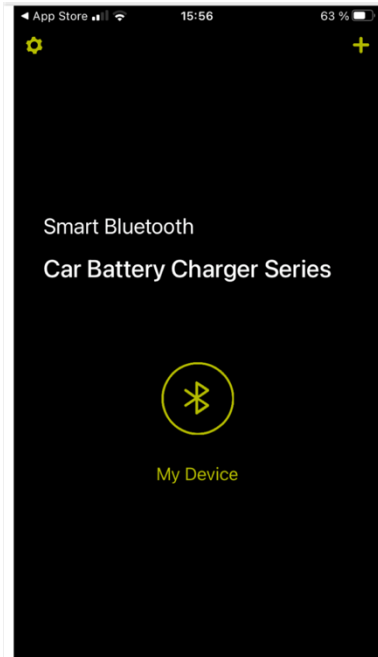 App Store 15:56 63 %
Smart Bluetooth
Car Battery Charger Series
My Device